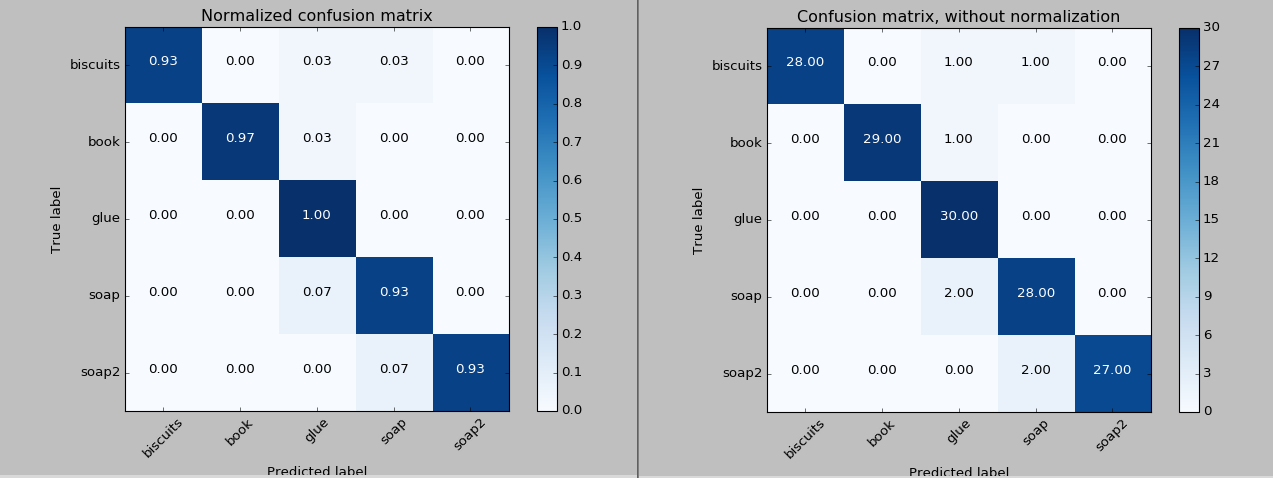 Normalized confusion matrix
biscuits 0.93 0.00 0.03 0.03 0.00
book 0.00 0.97 0.03 0.00 0.00
glue 0.00 0.00 1.00 0.00 0.00
soap 0.00 0.00 0.07 0.93 0.00
soap2 0.00 0.00 0.00 0.07 0.93
True label
biscuits book glue soap soap2
Predicted label
1.0
0.9
0.8
0.7
0.6
0.5
0.4
0.3
0.2
0.1
0.0
Confusion matrix, without normalization
biscuits 28.00 0.00 1.00 1.00 0.00
book 0.00 29.00 1.00 0.00 0.00
glue 0.00 0.00 30.00 0.00 0.00
soap 0.00 0.00 2.00 28.00 0.00
soap2 0.00 0.00 0.00 2.00 27.00
True label
biscuits book glue soap soap2
Predicted label
30
27
24
21
18
15
12
9
6
3
0